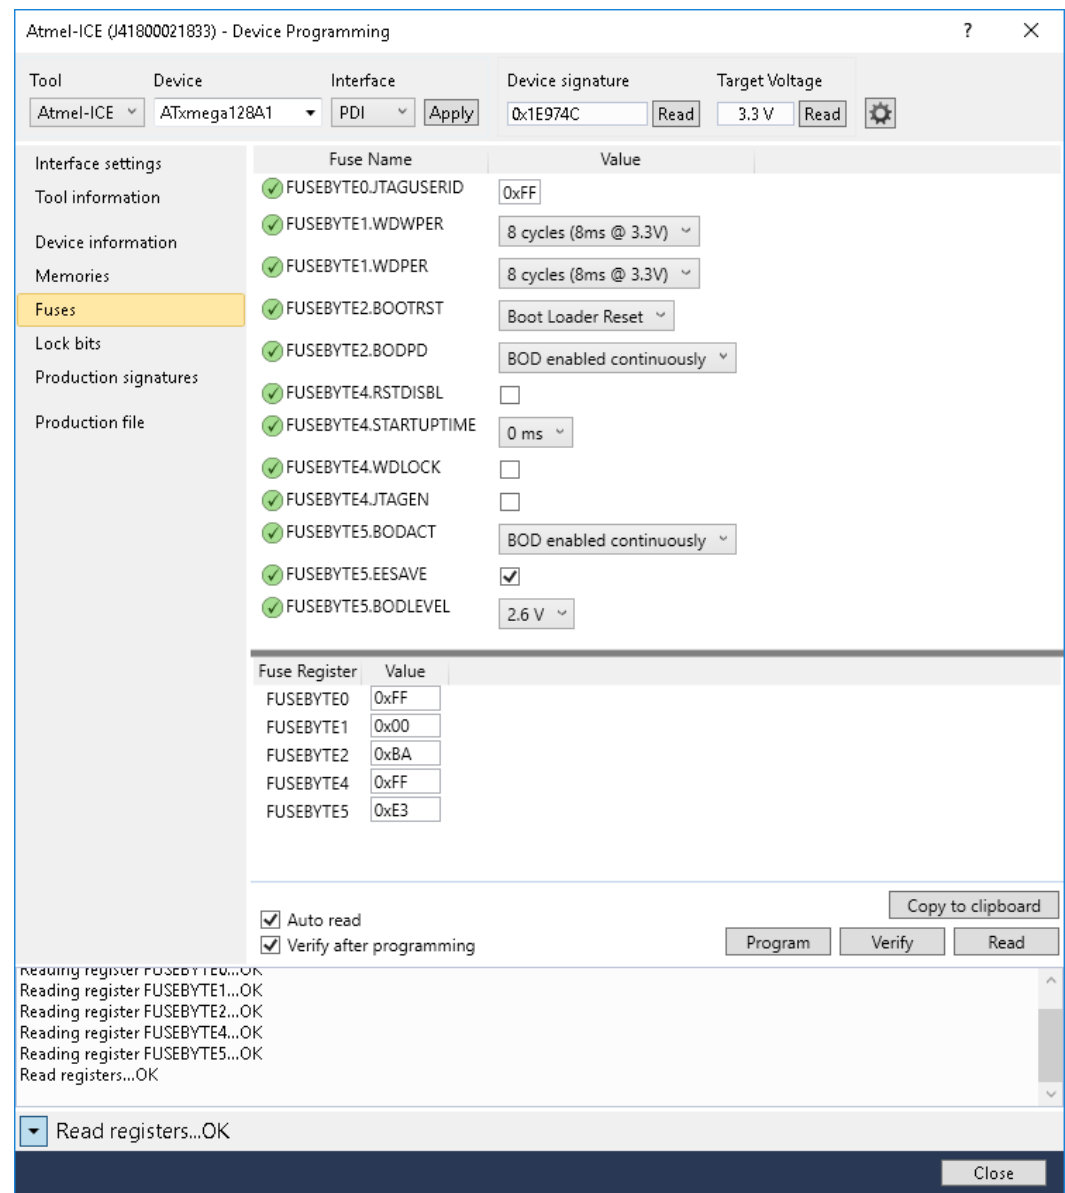 Atmel-ICE (J41800021833) - Device Programming
?
Tool Device Interface Device signature Target Voltage
Atmel-ICE ATxmega128A1 PDI Apply 0x1E974C Read 3.3 V Read
Interface settings
Tool information
Device information
Memories
Fuses
Lock bits
Production signatures
Production file
Fuse Name Value
FUSEBYTE0.JTAGUSERID 0xFF
FUSEBYTE1.WDWPER 8 cycles (8ms @ 3.3V)
FUSEBYTE1.WDPER 8 cycles (8ms @ 3.3V)
FUSEBYTE2.BOOTRST Boot Loader Reset
FUSEBYTE2.BODPD BOD enabled continuously
FUSEBYTE4.RSTDISBL
FUSEBYTE4.STARTUPTIME 0 ms
FUSEBYTE4.WDLOCK
FUSEBYTE4.JTAGEN
FUSEBYTE5.BODACT BOD enabled continuously
FUSEBYTE5.EESAVE
FUSEBYTE5.BODLEVEL 2.6 V
Fuse Register Value
FUSEBYTE0 0xFF
FUSEBYTE1 0x00
FUSEBYTE2 0xBA
FUSEBYTE4 0xFF
FUSEBYTE5 0xE3
Copy to clipboard
Auto read
Verify after programming
Program Verify Read
Reading register FUSEBYTE0...OK
Reading register FUSEBYTE1...OK
Reading register FUSEBYTE2...OK
Reading register FUSEBYTE4...OK
Reading register FUSEBYTE5...OK
Read registers...OK
Read registers...OK
Close